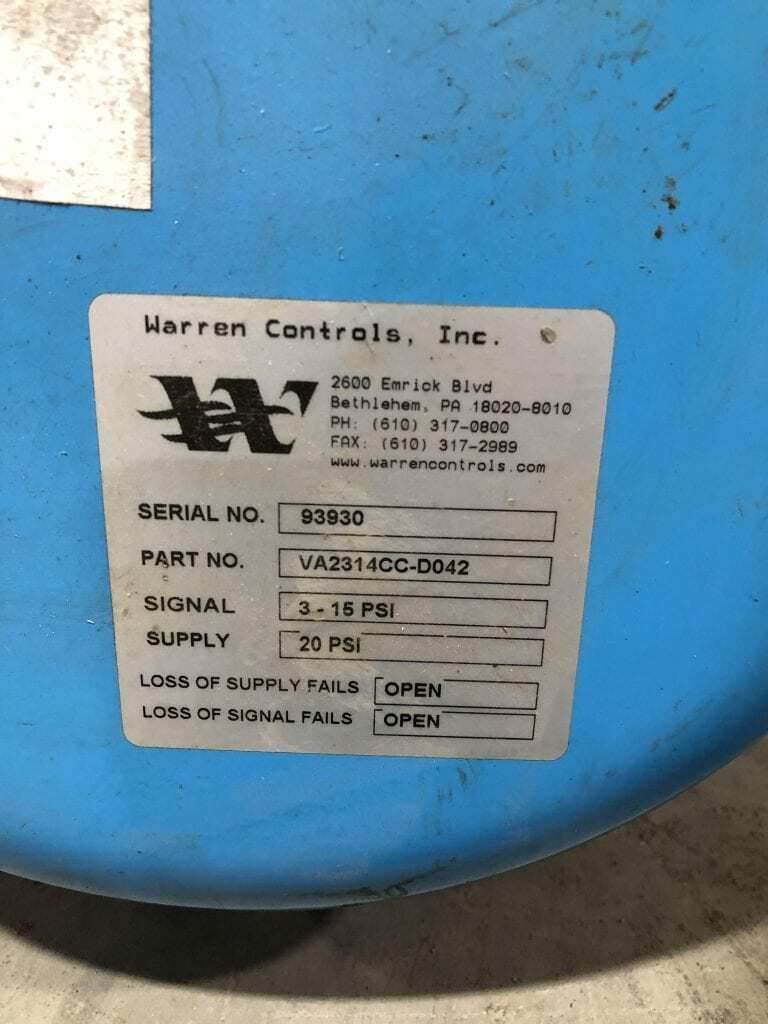 Warren Controls, Inc.
2600 Emrick Blvd
Bethlehem, PA 18020-8010
PH: (610) 317-0800
FAX: (610) 317-2989
www.warrencontrols.com
SERIAL NO. 93930
PART NO. VA2314CC-D042
SIGNAL 3 - 15 PSI
SUPPLY 20 PSI
LOSS OF SUPPLY FAILS OPEN
LOSS OF SIGNAL FAILS OPEN